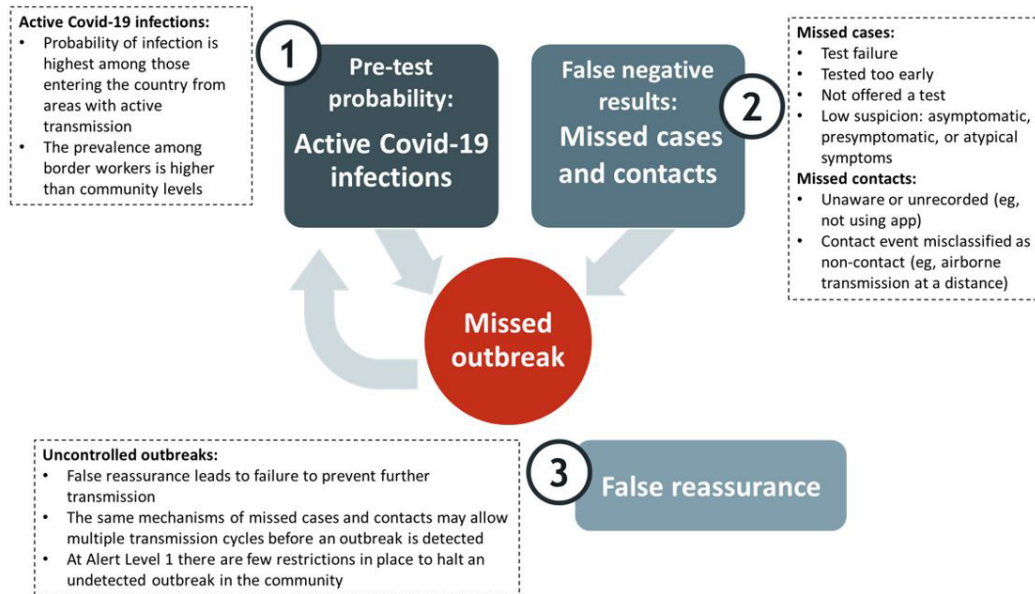 Active Covid-19 infections:
• Probability of infection is
highest among those
entering the country from
areas with active
transmission
• The prevalence among
border workers is higher
than community levels
1
Pre-test
probability:
Active Covid-19
infections
False negative
results:
Missed cases
and contacts
2
Missed cases:
• Test failure
• Tested too early
• Not offered a test
• Low suspicion: asymptomatic,
presymptomatic, or atypical
symptoms
Missed contacts:
• Unaware or unrecorded (eg,
not using app)
• Contact event misclassified as
non-contact (eg, airborne
transmission at a distance)
Missed
outbreak
Uncontrolled outbreaks:
• False reassurance leads to failure to prevent further
transmission
• The same mechanisms of missed cases and contacts may allow
multiple transmission cycles before an outbreak is detected
• At Alert Level 1 there are few restrictions in place to halt an
undetected outbreak in the community
3
False reassurance